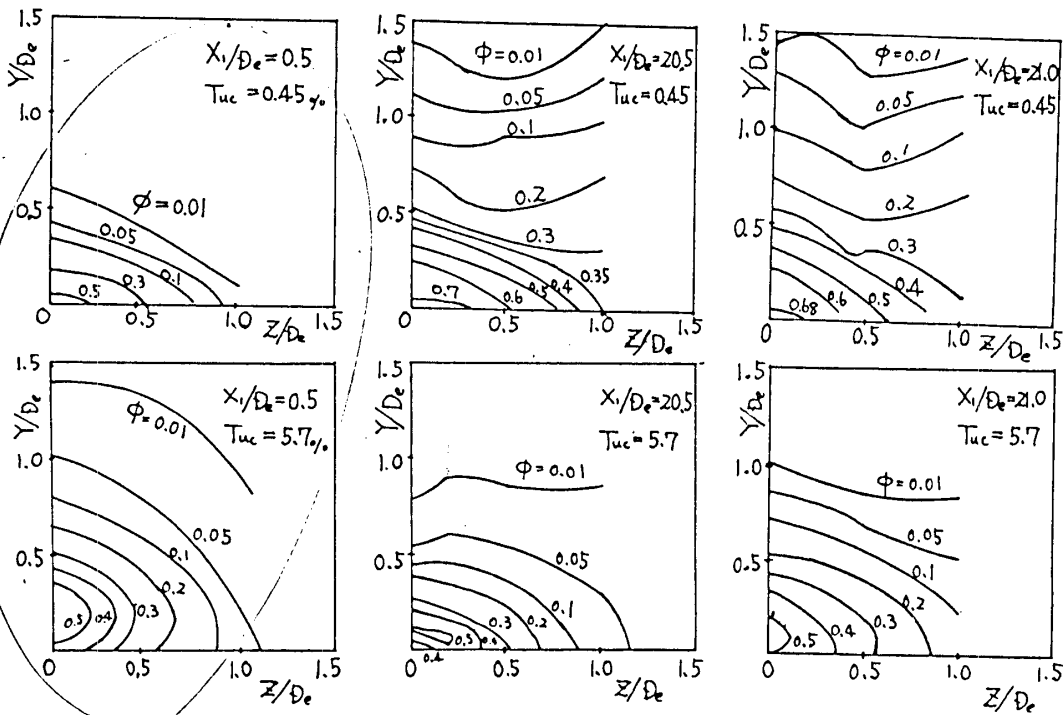 1.5
Y/De
X₁/De=0.5
Tuc=0.45%
1.0
0.5
φ=0.01
0.05
0.1
0.3
0.5
0
0.5
1.0
1.5
Z/De
1.5
Y/De
φ=0.01
X₁/De=20.5
Tuc=0.45
0.05
1.0
0.1
0.2
0.5
0.3
0.35
0.4
0.5
0.6
0.7
0
0.5
1.0
1.5
Z/De
1.5
Y/De
φ=0.01
X₁/De=21.0
Tuc=0.45
0.05
1.0
0.1
0.2
0.5
0.3
0.4
0.5
0.6
0.68
0
0.5
1.0
1.5
Z/De
1.5
Y/De
X₁/De=0.5
Tuc=5.7%
φ=0.01
1.0
0.05
0.5
0.1
0.2
0.3
0.4
0.5
0
0.5
1.0
1.5
Z/De
1.5
Y/De
X₁/De=20.5
Tuc=5.7
1.0
φ=0.01
0.5
0.05
0.1
0.2
0.3
0.4
0.5
0.4
0
0.5
1.0
1.5
Z/De
1.5
Y/De
X₁/De=21.0
Tuc=5.7
1.0
φ=0.01
0.05
0.5
0.1
0.2
0.3
0.4
0.5
0
0.5
1.0
1.5
Z/De